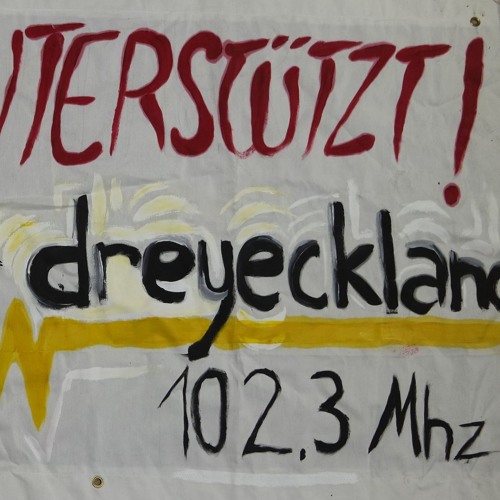 TERSTÜTZT!
dreyecklan
102.3 Mhz